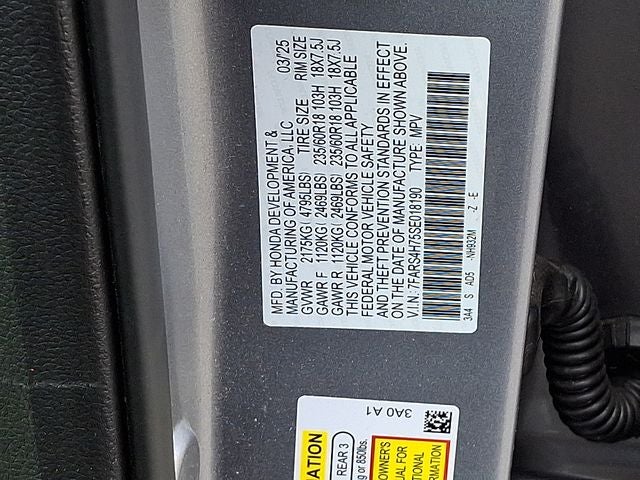 MFD. BY HONDA DEVELOPMENT & 03/25
MANUFACTURING OF AMERICA, LLC TIRE SIZE RIM SIZE
GVWR 2175KG ( 4795LBS)
GAWR F 1120KG ( 2469LBS) 235/60R18 103H 18X7.5J
GAWR R 1120KG ( 2469LBS) 235/60R18 103H 18X7.5J
THIS VEHICLE CONFORMS TO ALL APPLICABLE
FEDERAL MOTOR VEHICLE SAFETY
AND THEFT PREVENTION STANDARDS IN EFFECT
ON THE DATE OF MANUFACTURE SHOWN ABOVE.
V.I.N.: 7FARS4H75SE018190 TYPE: MPV
3A4 S AD5 -NH932M -Z -E
3A0 A1
REAR 3
or 850lbs.